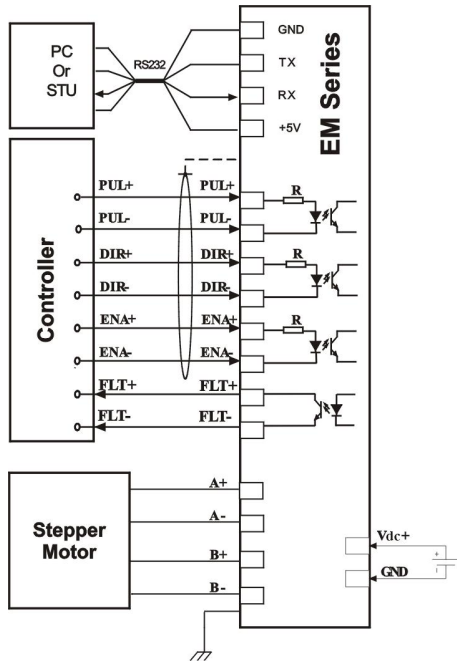 PC
Or
STU
RS232
GND
TX
RX
+5V
EM Series
Controller
PUL+ PUL+ R
PUL- PUL-
DIR+ DIR+ R
DIR- DIR-
ENA+ ENA+ R
ENA- ENA-
FLT+ FLT+
FLT- FLT-
Stepper
Motor
A+
A-
B+
B-
Vdc+
+
-
GND